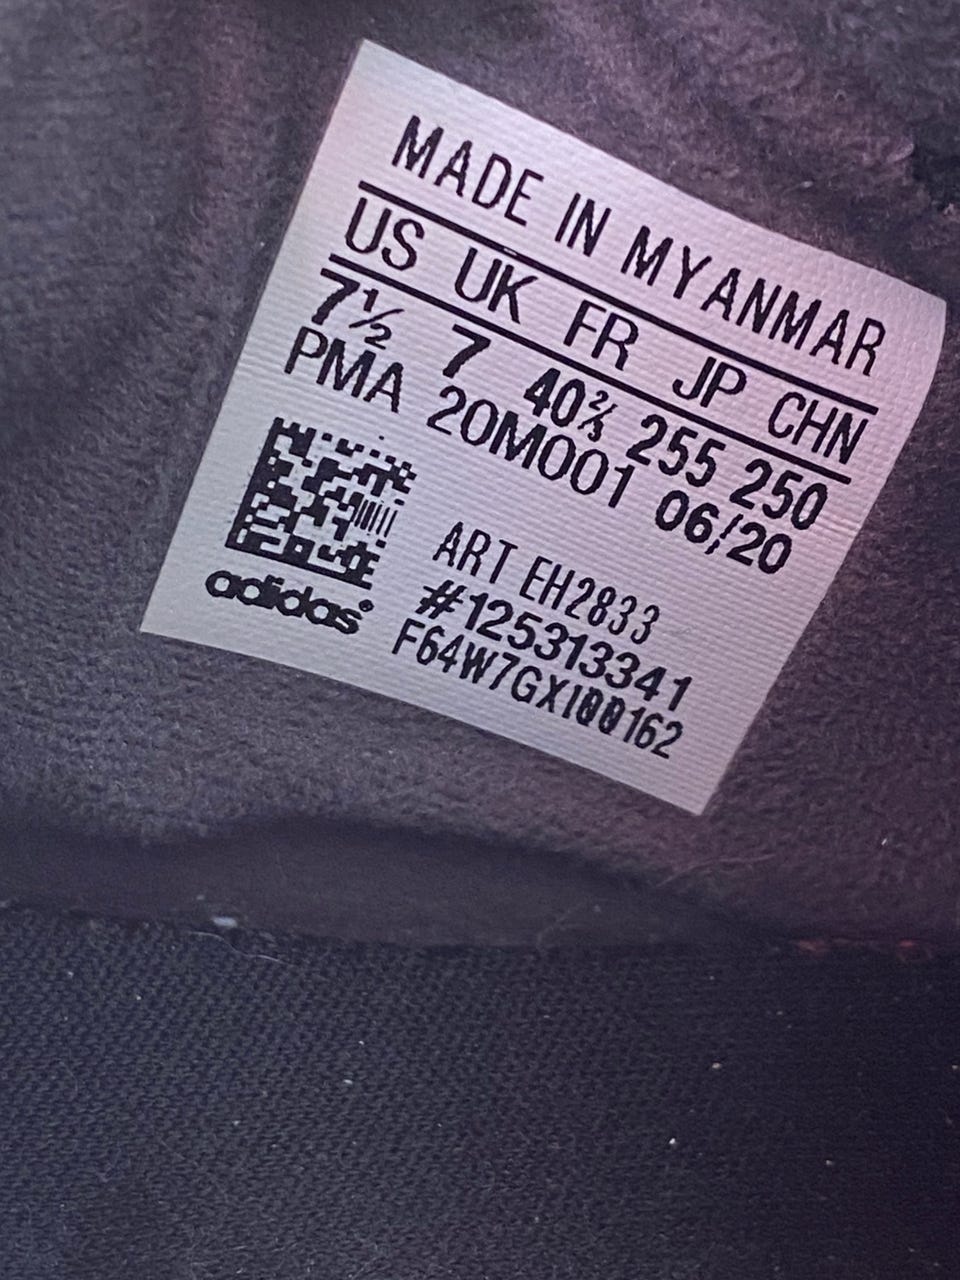 MADE IN MYANMAR
US UK FR JP CHN
7½ 7 40⅔ 255 250
PMA 20M001 06/20
ART EH2833
#125313341
F64W7GXI00162
adidas®